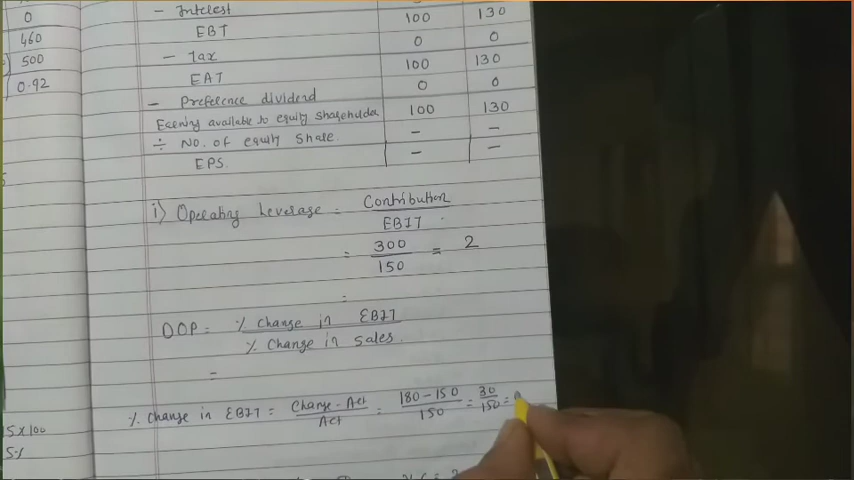 0
460
500
0.92
- Interest
EBT 100 130
- Tax 0 0
EAT 100 130
- Preference dividend 0 0
Earning available to equity shareholder 100 130
÷ No. of equity share. - -
EPS. - -
i) Operating Leverage = Contribution / EBIT
= 300 / 150 = 2
=
DOP = % Change in EBIT / % Change in sales.
=
% Change in EBIT = Change - Act / Act = 180 - 150 / 150 = 30 / 150 =
5 x 100
5%